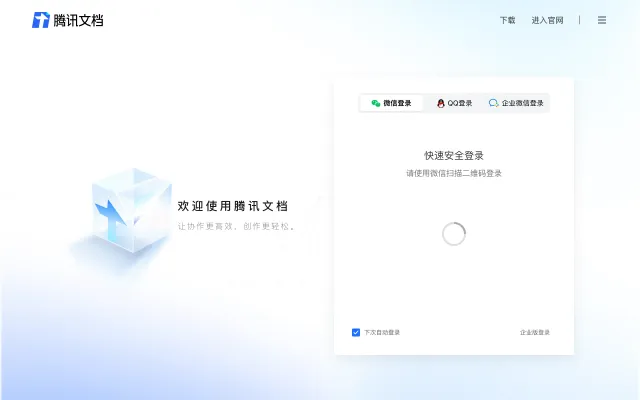 腾讯文档
下载 进入官网
微信登录 QQ登录 企业微信登录
快速安全登录
请使用微信扫描二维码登录
欢迎使用腾讯文档
让协作更高效，创作更轻松。
下次自动登录 企业版登录